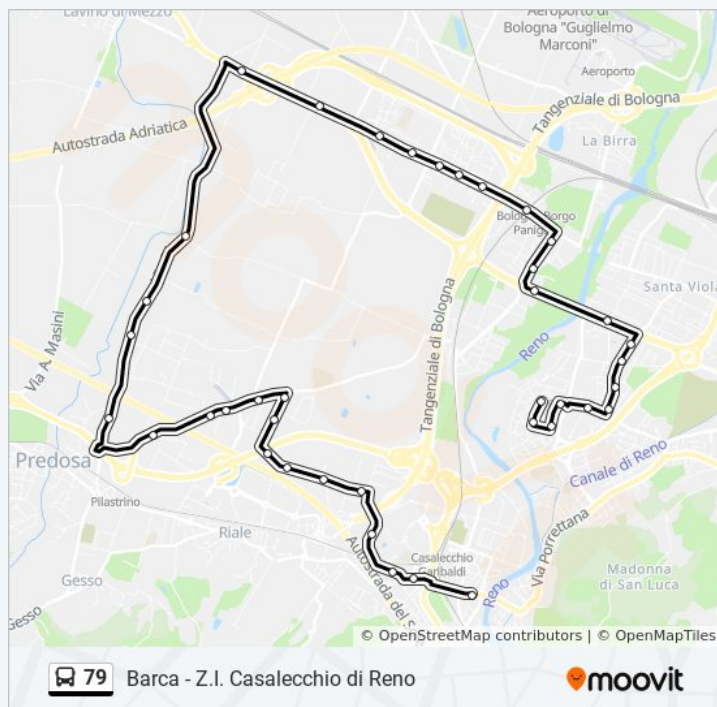 Lavino di Mezzo
Aeroporto di
Bologna "Guglielmo
Marconi"
Aeroporto
Tangenziale di Bologna
Autostrada Adriatica
La Birra
Bologna Borgo
Panigale
Santa Viola
Via A. Masini
Tangenziale di Bologna
Reno
Predosa
Canale di Reno
Pilastrino
Riale
Via Porrettana
Casalecchio
Garibaldi
Autostrada del S
Gesso
Madonna
di San Luca
Reno
Gesso
© OpenStreetMap contributors | © OpenMapTiles
79 Barca - Z.I. Casalecchio di Reno
moovit